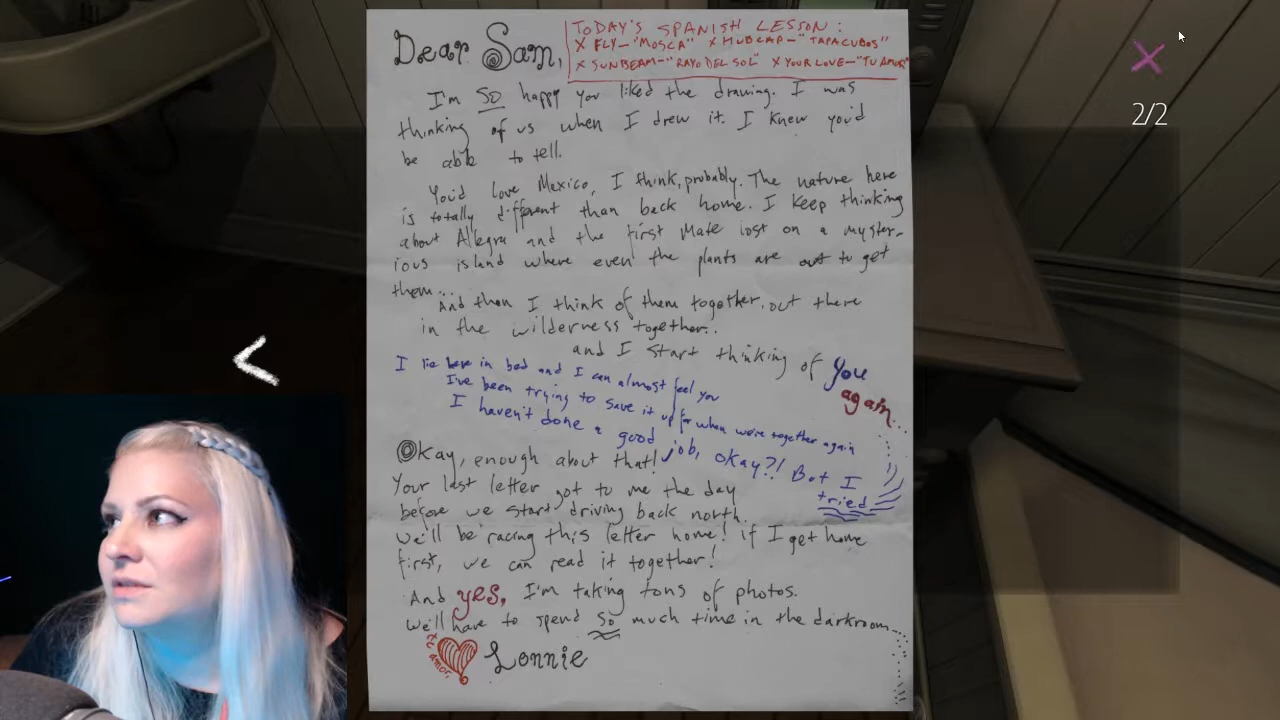 Dear Sam,
TODAY'S SPANISH LESSON:
x FLY-"MOSCA" x HUBCAP-"TAPACUBOS"
x SUNBEAM-"RAYO DEL SOL" x YOUR LOVE-"TU AMOR"
I'm SO happy you liked the drawing. I was
thinking of us when I drew it. I knew you'd
be able to tell.
You'd love Mexico, I think, probably. The nature here
is totally different than back home. I keep thinking
about Allegra and the First Mate lost on a myster-
ious island where even the plants are out to get
them...
And then I think of them together, out there
in the wilderness together..
and I start thinking of you
again.
I lie here in bed and I can almost feel you
I've been trying to save it up for when we're together again
I haven't done a good job, okay?! But I
tried
Okay, enough about that!
Your last letter got to me the day
before we start driving back north.
we'll be racing this letter home! if I get home
first, we can read it together!
And yes, I'm taking tons of photos.
we'll have to spend so much time in the darkroom...
Lonnie
X
2/2
<